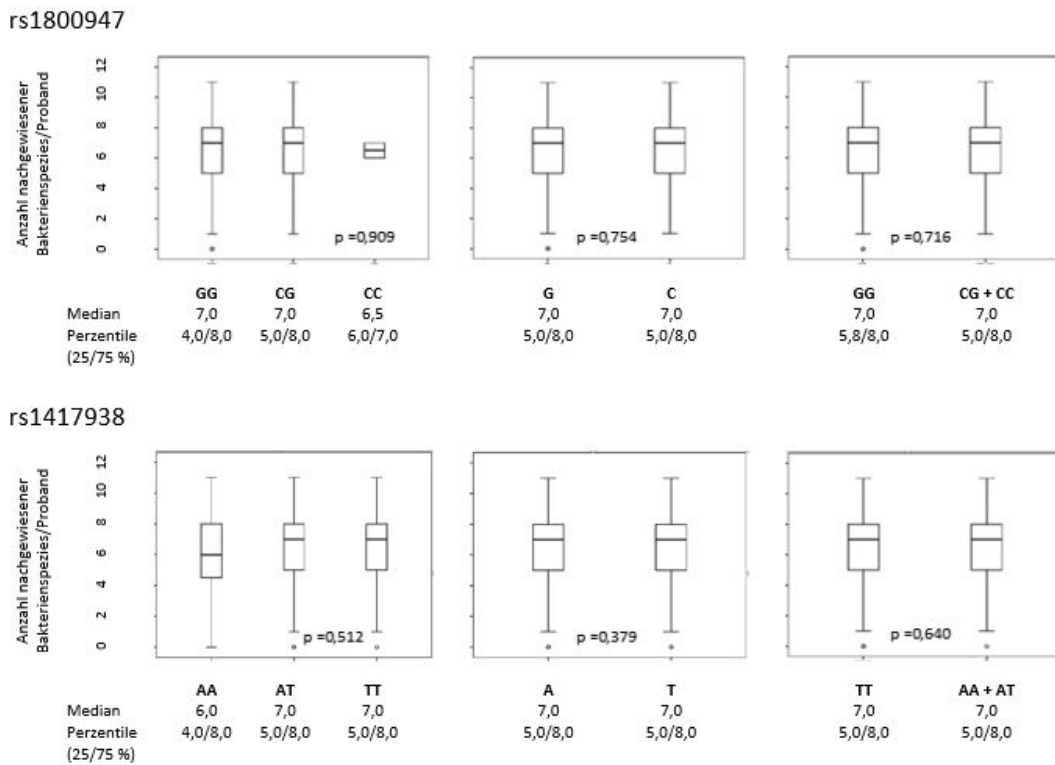 rs1800947
Anzahl nachgewiesener
Bakterienspezies/Proband
12
10
8
6
4
2
0
p =0,909
p =0,754
p =0,716
GG CG CC G C GG CG + CC
Median 7,0 7,0 6,5 7,0 7,0 7,0 7,0
Perzentile 4,0/8,0 5,0/8,0 6,0/7,0 5,0/8,0 5,0/8,0 5,8/8,0 5,0/8,0
(25/75 %)
rs1417938
Anzahl nachgewiesener
Bakterienspezies/Proband
12
10
8
6
4
2
0
p =0,512
p =0,379
p =0,640
AA AT TT A T TT AA + AT
Median 6,0 7,0 7,0 7,0 7,0 7,0 7,0
Perzentile 4,0/8,0 5,0/8,0 5,0/8,0 5,0/8,0 5,0/8,0 5,0/8,0 5,0/8,0
(25/75 %)